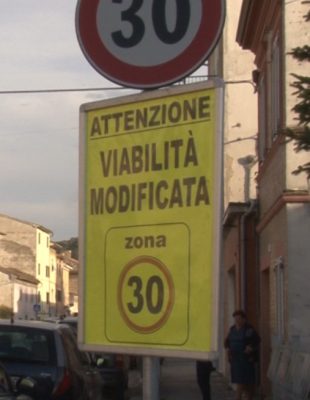 30
ATTENZIONE
VIABILITÀ
MODIFICATA
zona
30